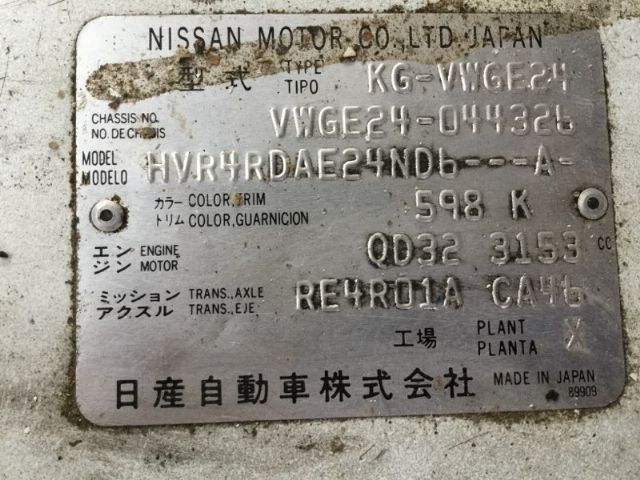 NISSAN MOTOR CO.,LTD. JAPAN
型式 TYPE TIPO KG-VWGE24
CHASSIS NO. NO. DE CHASIS VWGE24-044326
MODEL MODELO HVR4RDAE24ND6---A-
カラー COLOR,TRIM 598 K
トリム COLOR,GUARNICION
エンジン ENGINE MOTOR QD32 3153 CC
ミッション アクスル TRANS.,AXLE TRANS.,EJE RE4R01A CA46
工場 PLANT PLANTA X
日産自動車株式会社 MADE IN JAPAN
89909